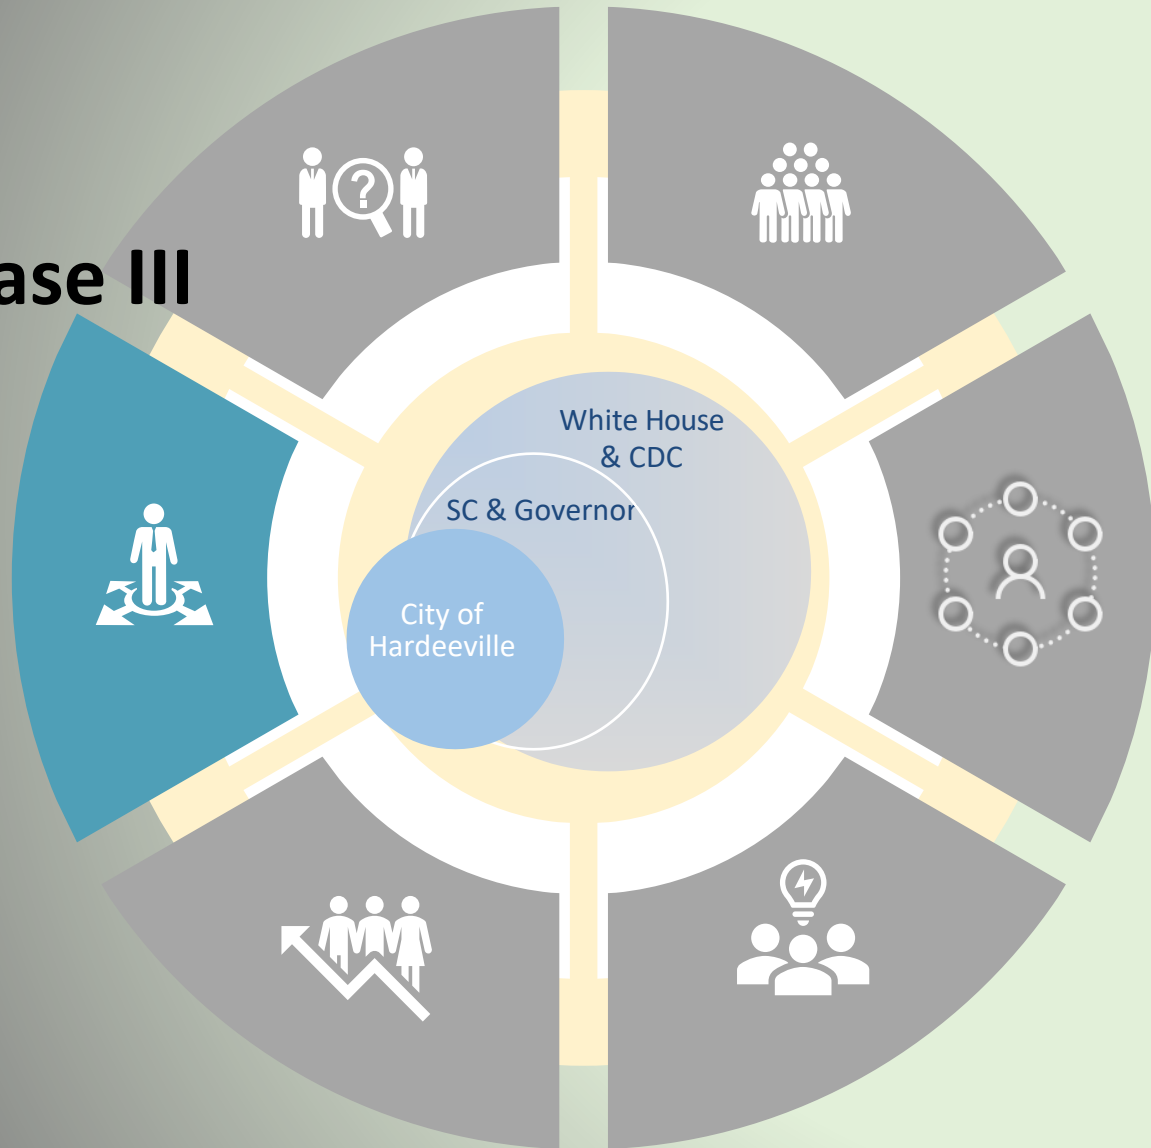 ase III
White House
& CDC
SC & Governor
City of
Hardeeville
?